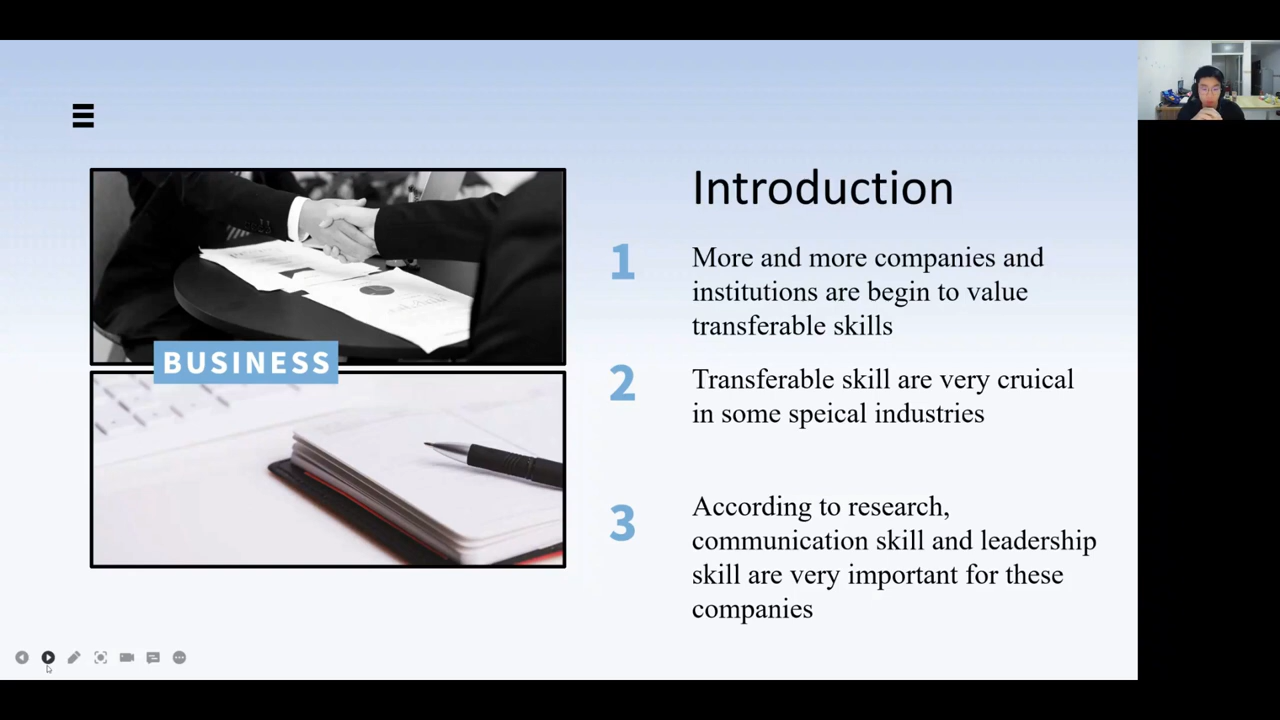 Introduction
1
More and more companies and
institutions are begin to value
transferable skills
BUSINESS
2
Transferable skill are very cruical
in some speical industries
3
According to research,
communication skill and leadership
skill are very important for these
companies